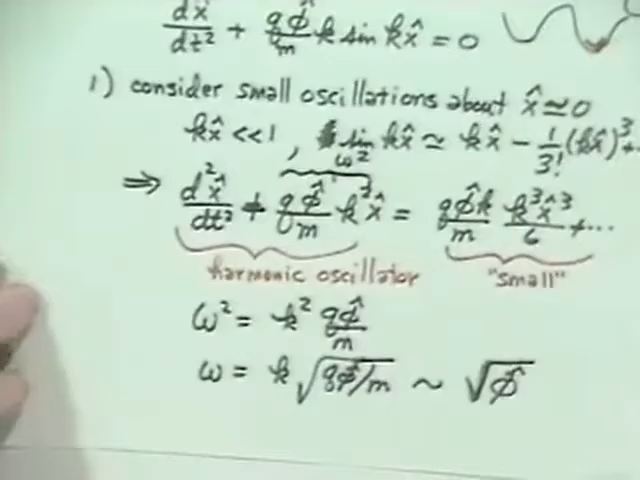 d²x̂/dt² + qφ̂/m k sin kx̂ = 0
1) consider small oscillations about x̂ ≃ 0
kx̂ << 1, sin kx̂ ≃ kx̂ − 1/3! (kx̂)³ + ..
ω²
⇒ d²x̂/dt² + qφ̂/m k²x̂ = qφ̂k/m k³x̂³/6 + ...
harmonic oscillator "small"
ω² = k² qφ̂/m
ω = k √qφ̂/m ~ √φ̂